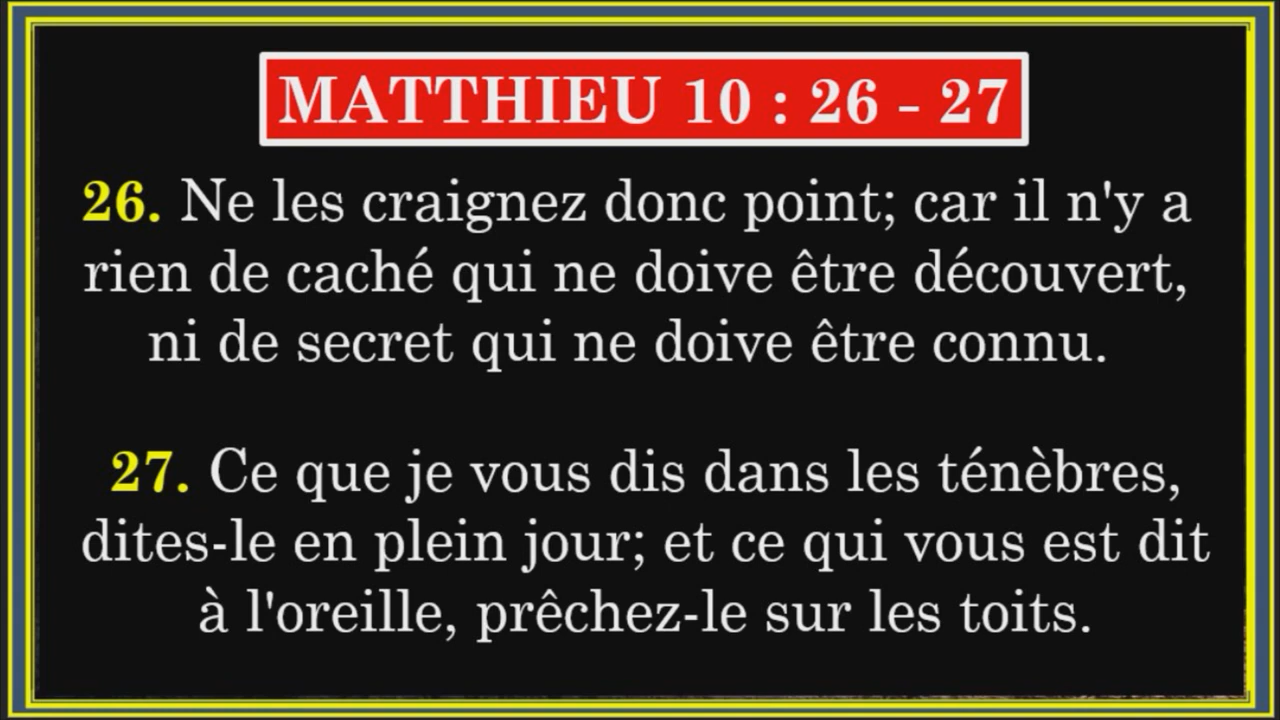 MATTHIEU 10 : 26 - 27
26. Ne les craignez donc point; car il n'y a
rien de caché qui ne doive être découvert,
ni de secret qui ne doive être connu.
27. Ce que je vous dis dans les ténèbres,
dites-le en plein jour; et ce qui vous est dit
à l'oreille, prêchez-le sur les toits.